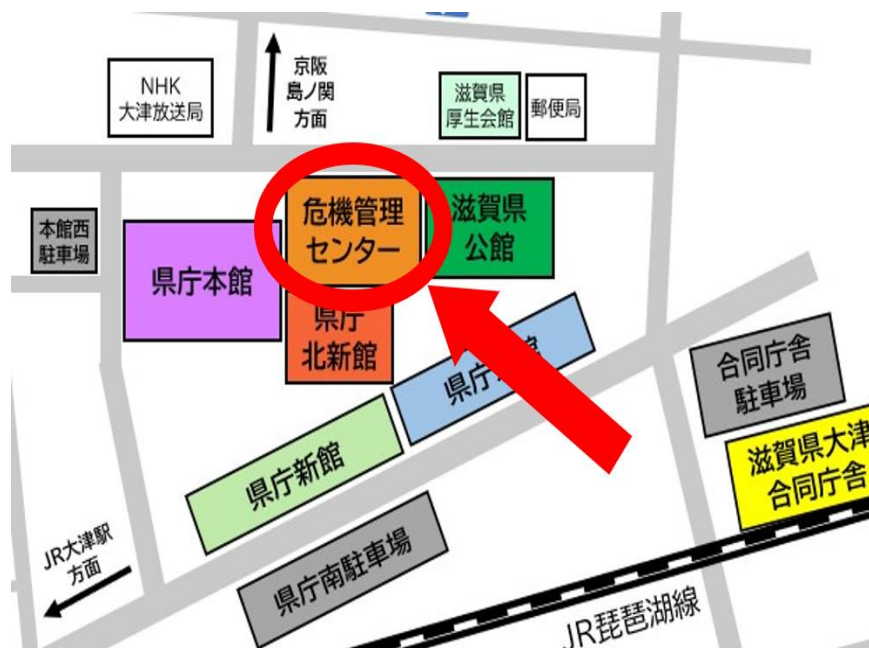 NHK
大津放送局
京阪
島ノ関
方面
滋賀県
厚生会館
郵便局
本館西
駐車場
県庁本館
危機管理
センター
滋賀県
公館
県庁
北新館
県庁
館
合同庁舎
駐車場
県庁新館
滋賀県大津
合同庁舎
JR大津駅
方面
県庁南駐車場
JR琵琶湖線